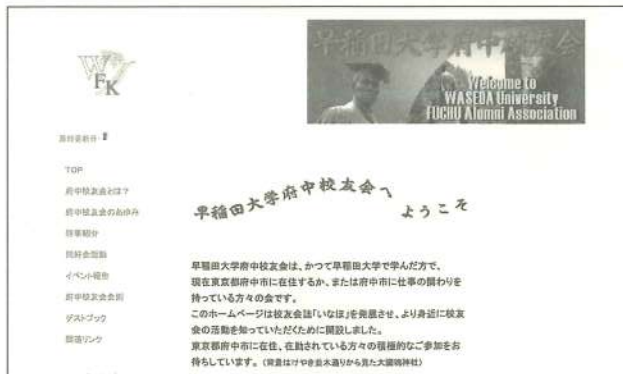 早稲田大学府中校友会
Welcome to
WASEDA University
FUCHU Alumni Association
WFK
TOP
府中校友会とは?
府中校友会のあゆみ
同好会活動
イベント報告
府中校友会会則
ゲストブック
関連リンク
早稲田大学府中校友会へ
ようこそ
早稲田大学府中校友会は、かつて早稲田大学で学んだ方で、
現在東京都府中市に在住するか、または府中市に仕事の関わりを
持っている方々の会です。
このホームページは校友会誌「いなほ」を発展させ、より身近に校友
会の活動を知っていただくために開設しました。
東京都府中市に在住、在勤されている方々の積極的なご参加をお
待ちしています。(背景はけやき並木通りから見た大國魂神社)